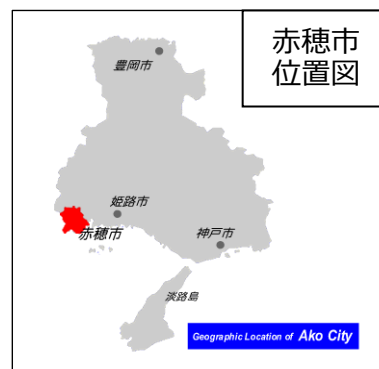 赤穂市
位置図
豊岡市
姫路市
赤穂市
神戸市
淡路島
Geographic Location of Ako City